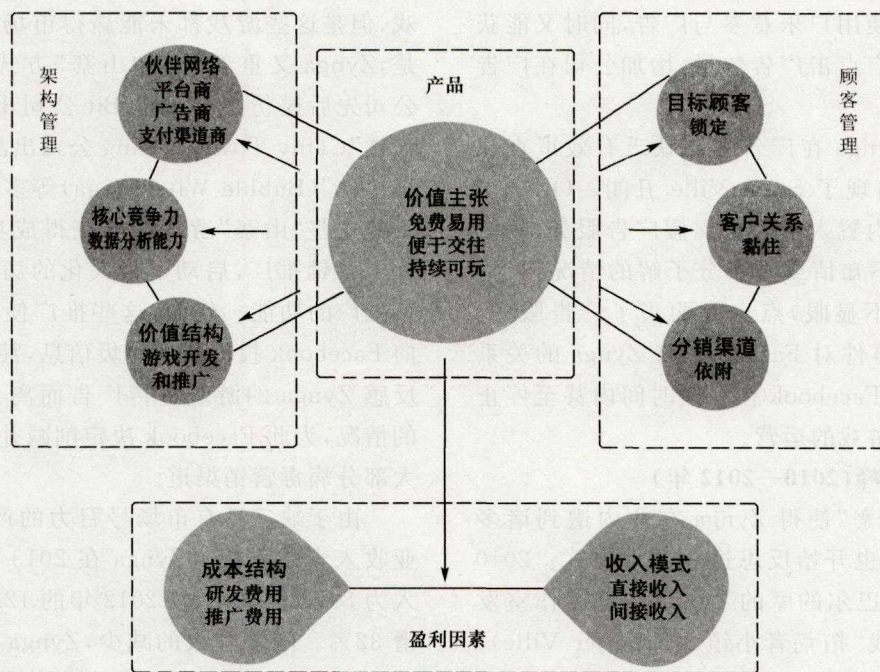 架构管理
伙伴网络
平台商
广告商
支付渠道商
核心竞争力
数据分析能力
价值结构
游戏开发
和推广
产品
价值主张
免费易用
便于交往
持续可玩
顾客管理
目标顾客
锁定
客户关系
黏住
分销渠道
依附
成本结构
研发费用
推广费用
收入模式
直接收入
间接收入
盈利因素